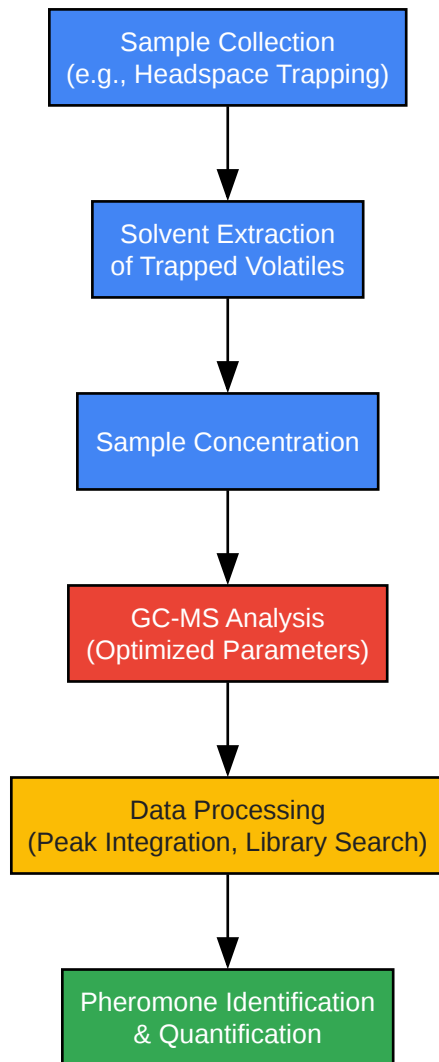 Sample Collection
(e.g., Headspace Trapping)
Solvent Extraction
of Trapped Volatiles
Sample Concentration
GC-MS Analysis
(Optimized Parameters)
Data Processing
(Peak Integration, Library Search)
Pheromone Identification
& Quantification